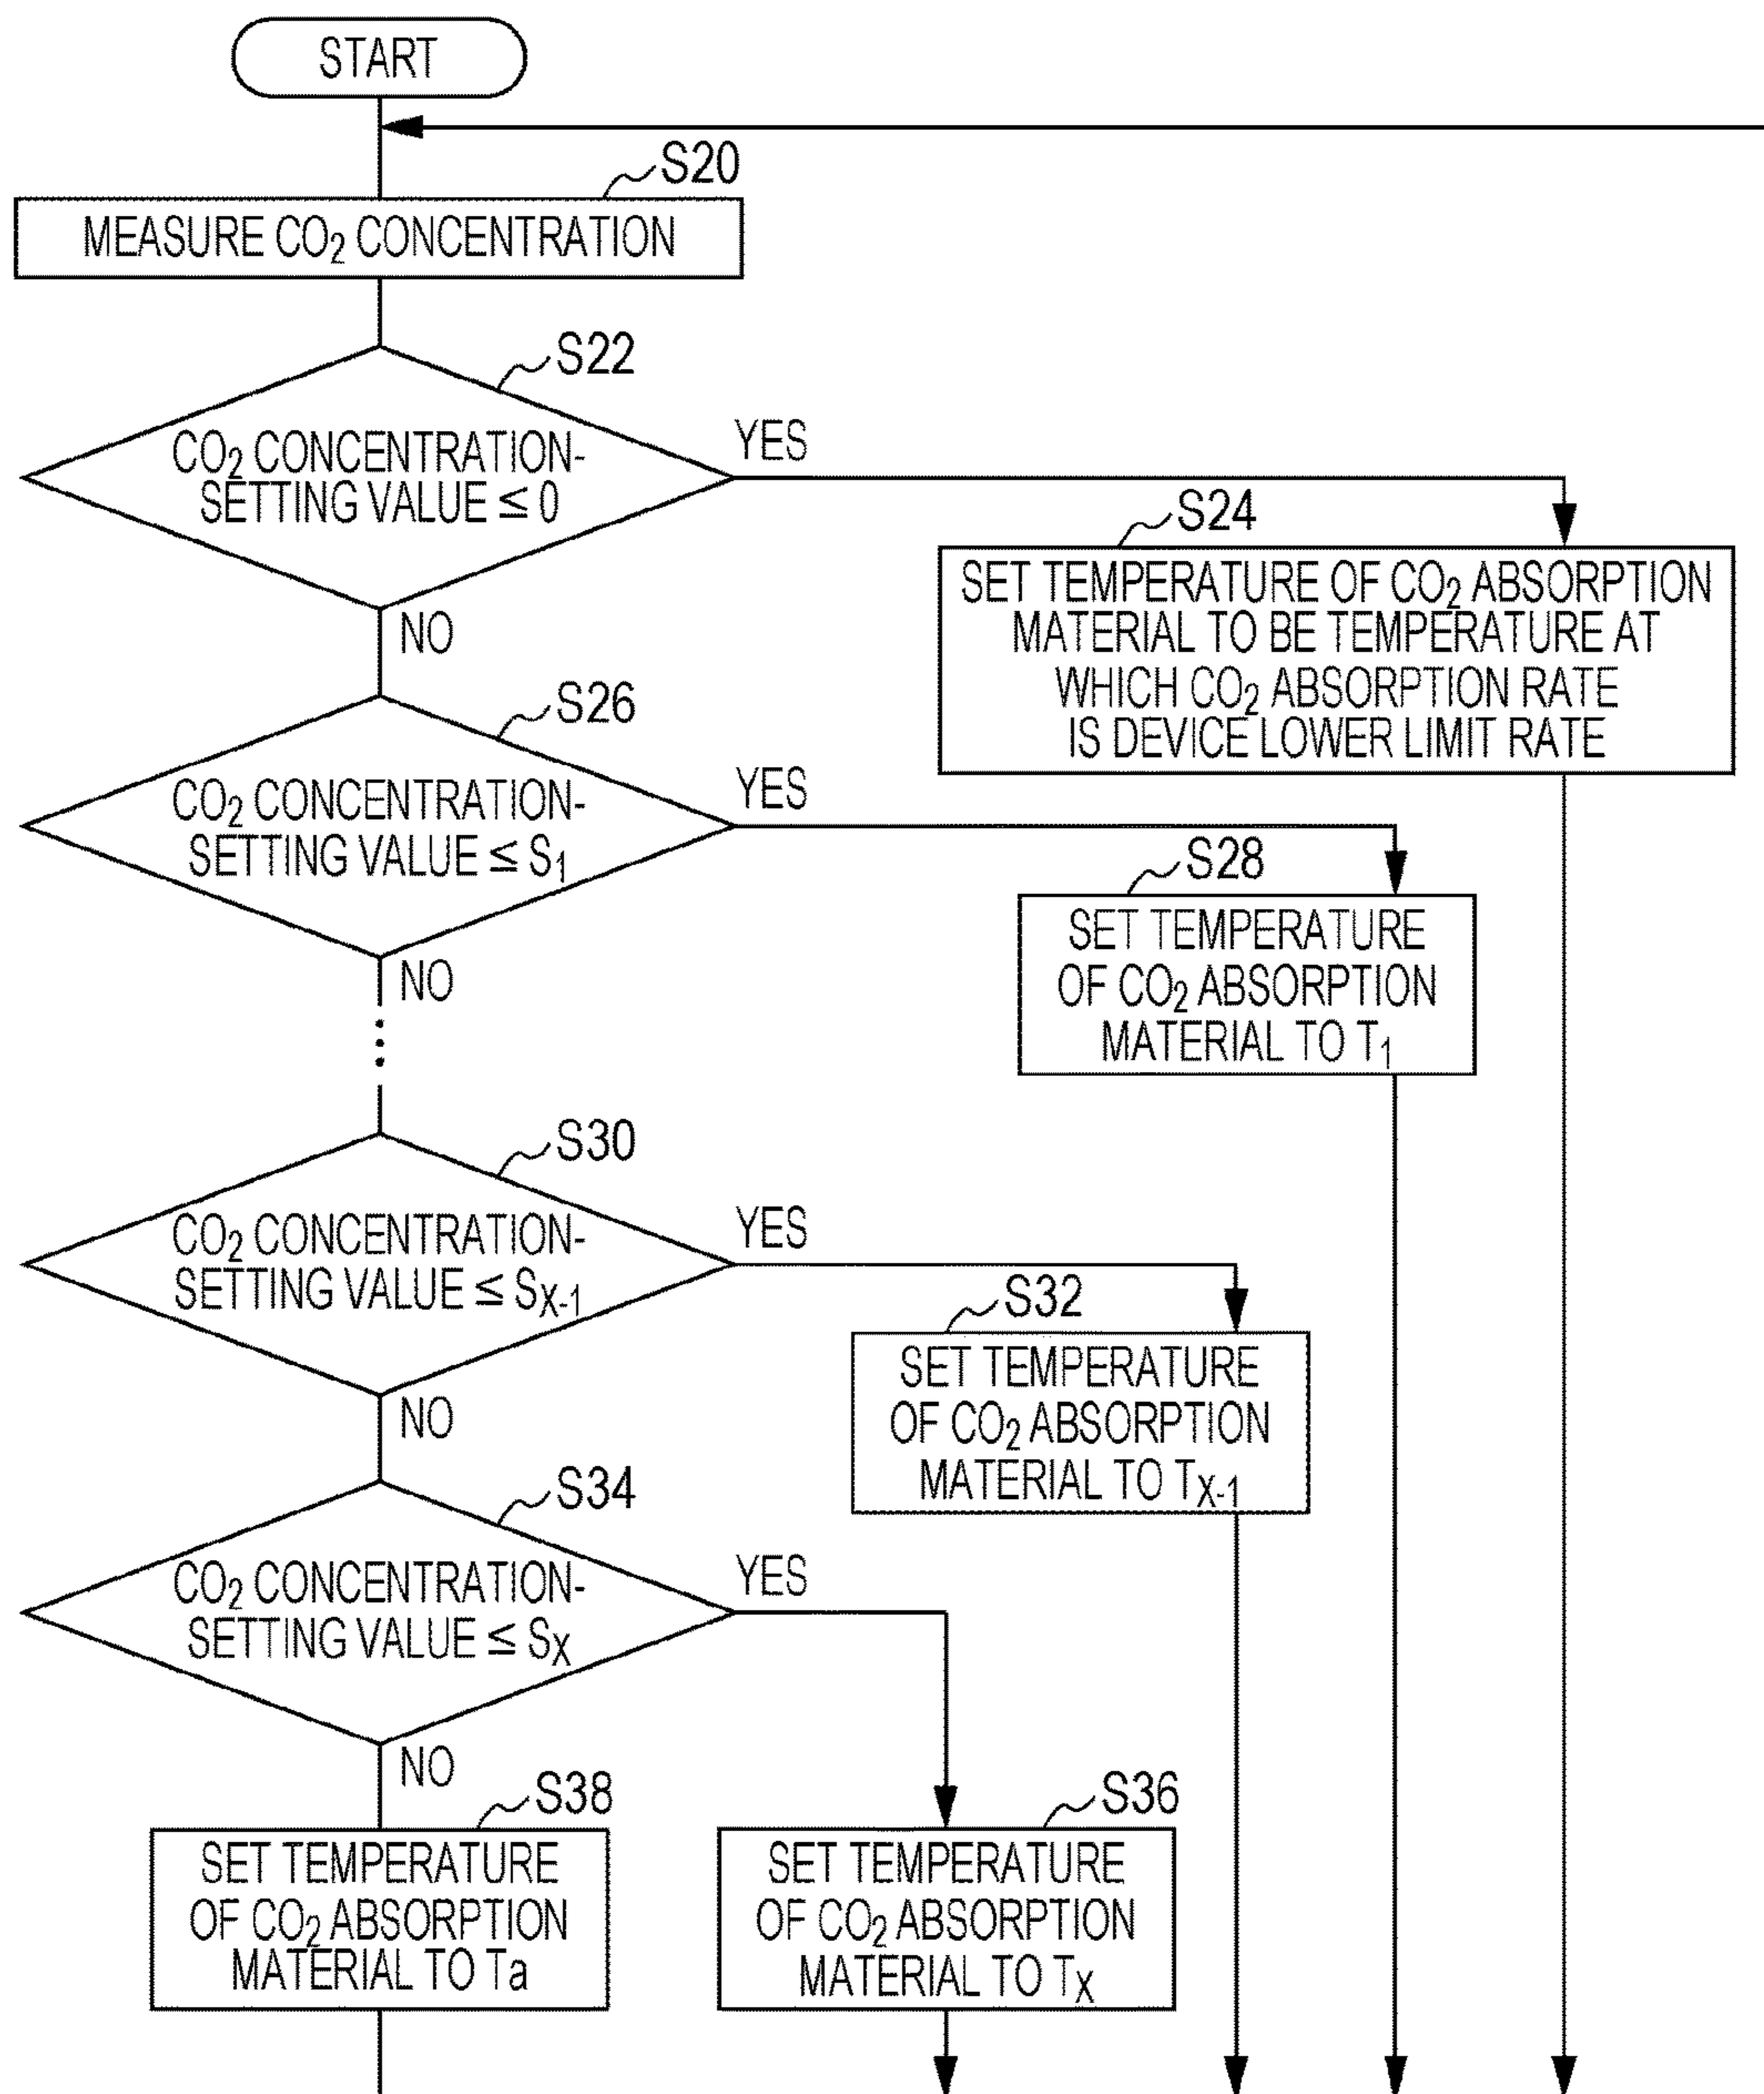 START
S20
MEASURE CO₂ CONCENTRATION
S22
CO₂ CONCENTRATION-
SETTING VALUE ≤ 0
YES
NO
S24
SET TEMPERATURE OF CO₂ ABSORPTION
MATERIAL TO BE TEMPERATURE AT
WHICH CO₂ ABSORPTION RATE
IS DEVICE LOWER LIMIT RATE
S26
CO₂ CONCENTRATION-
SETTING VALUE ≤ S₁
YES
NO
S28
SET TEMPERATURE
OF CO₂ ABSORPTION
MATERIAL TO T₁
S30
CO₂ CONCENTRATION-
SETTING VALUE ≤ SX-1
YES
NO
S32
SET TEMPERATURE
OF CO₂ ABSORPTION
MATERIAL TO TX-1
S34
CO₂ CONCENTRATION-
SETTING VALUE ≤ SX
YES
NO
S38
SET TEMPERATURE
OF CO₂ ABSORPTION
MATERIAL TO Ta
S36
SET TEMPERATURE
OF CO₂ ABSORPTION
MATERIAL TO TX